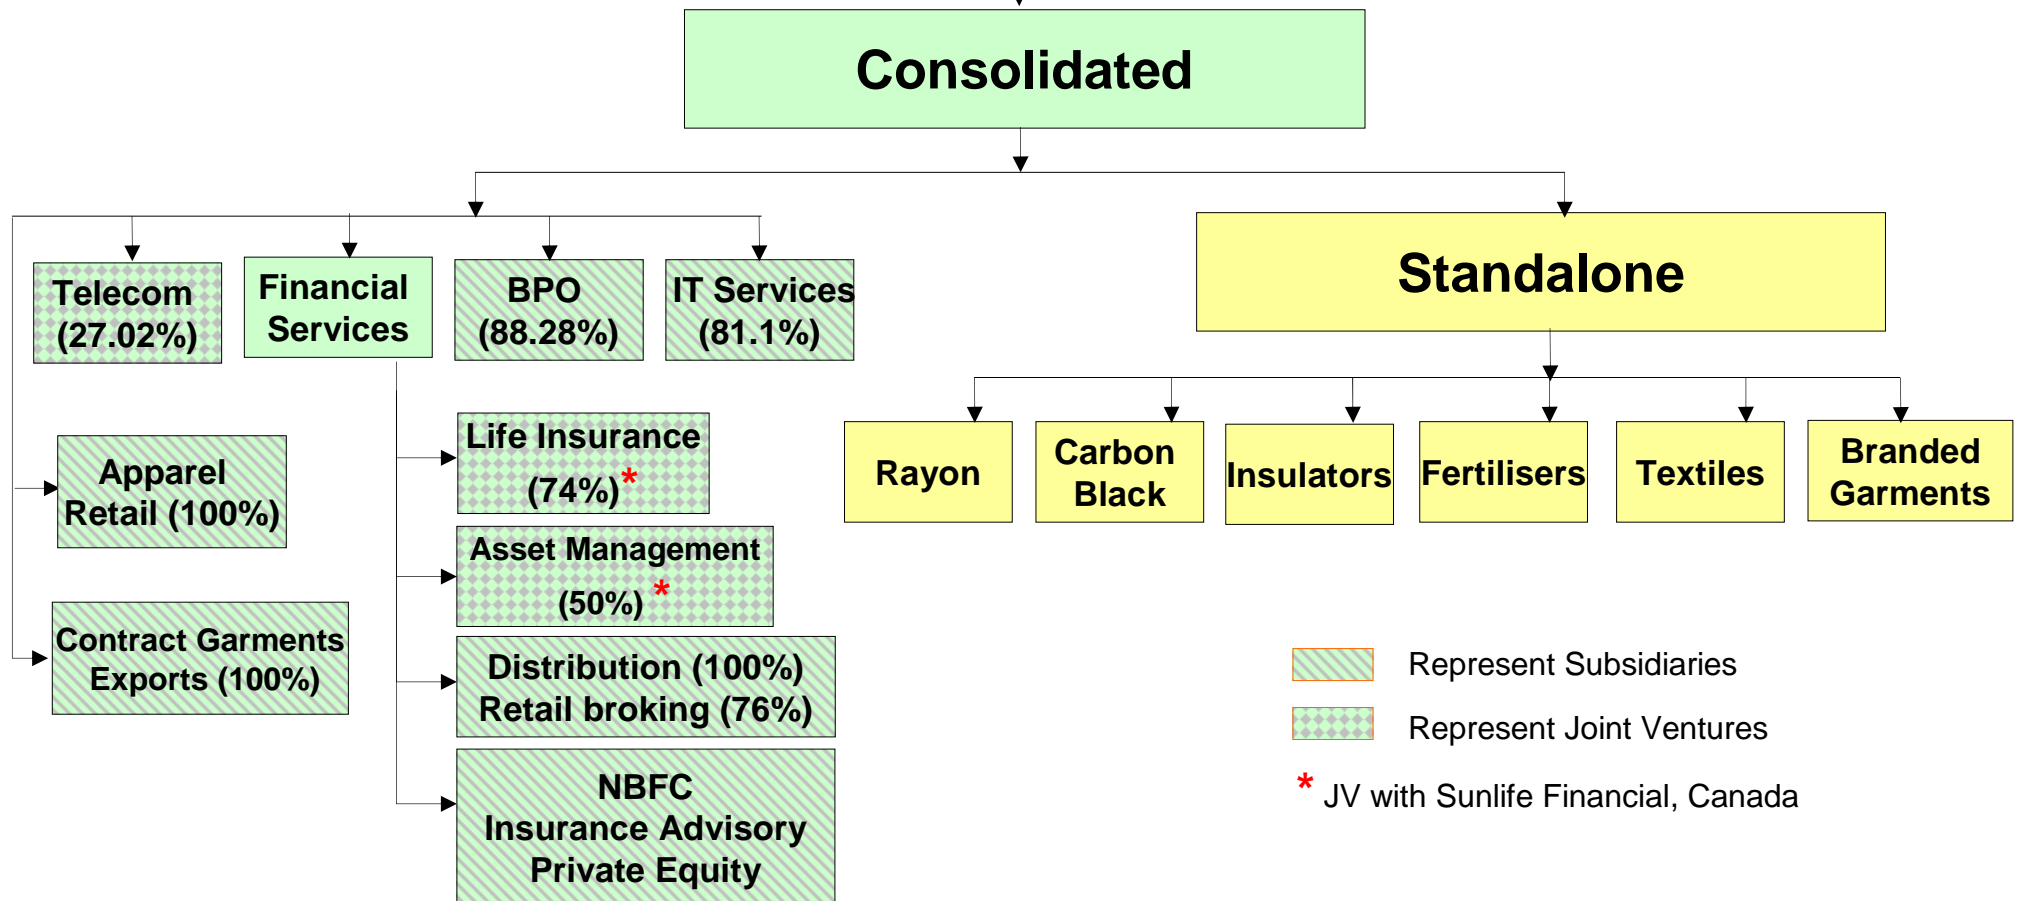 Consolidated
Standalone
Telecom
(27.02%)
Financial
Services
BPO
(88.28%)
IT Services
(81.1%)
Apparel
Retail (100%)
Contract Garments
Exports (100%)
Life Insurance
(74%)*
Asset Management
(50%) *
Distribution (100%)
Retail broking (76%)
NBFC
Insurance Advisory
Private Equity
Rayon
Carbon
Black
Insulators
Fertilisers
Textiles
Branded
Garments
Represent Subsidiaries
Represent Joint Ventures
* JV with Sunlife Financial, Canada